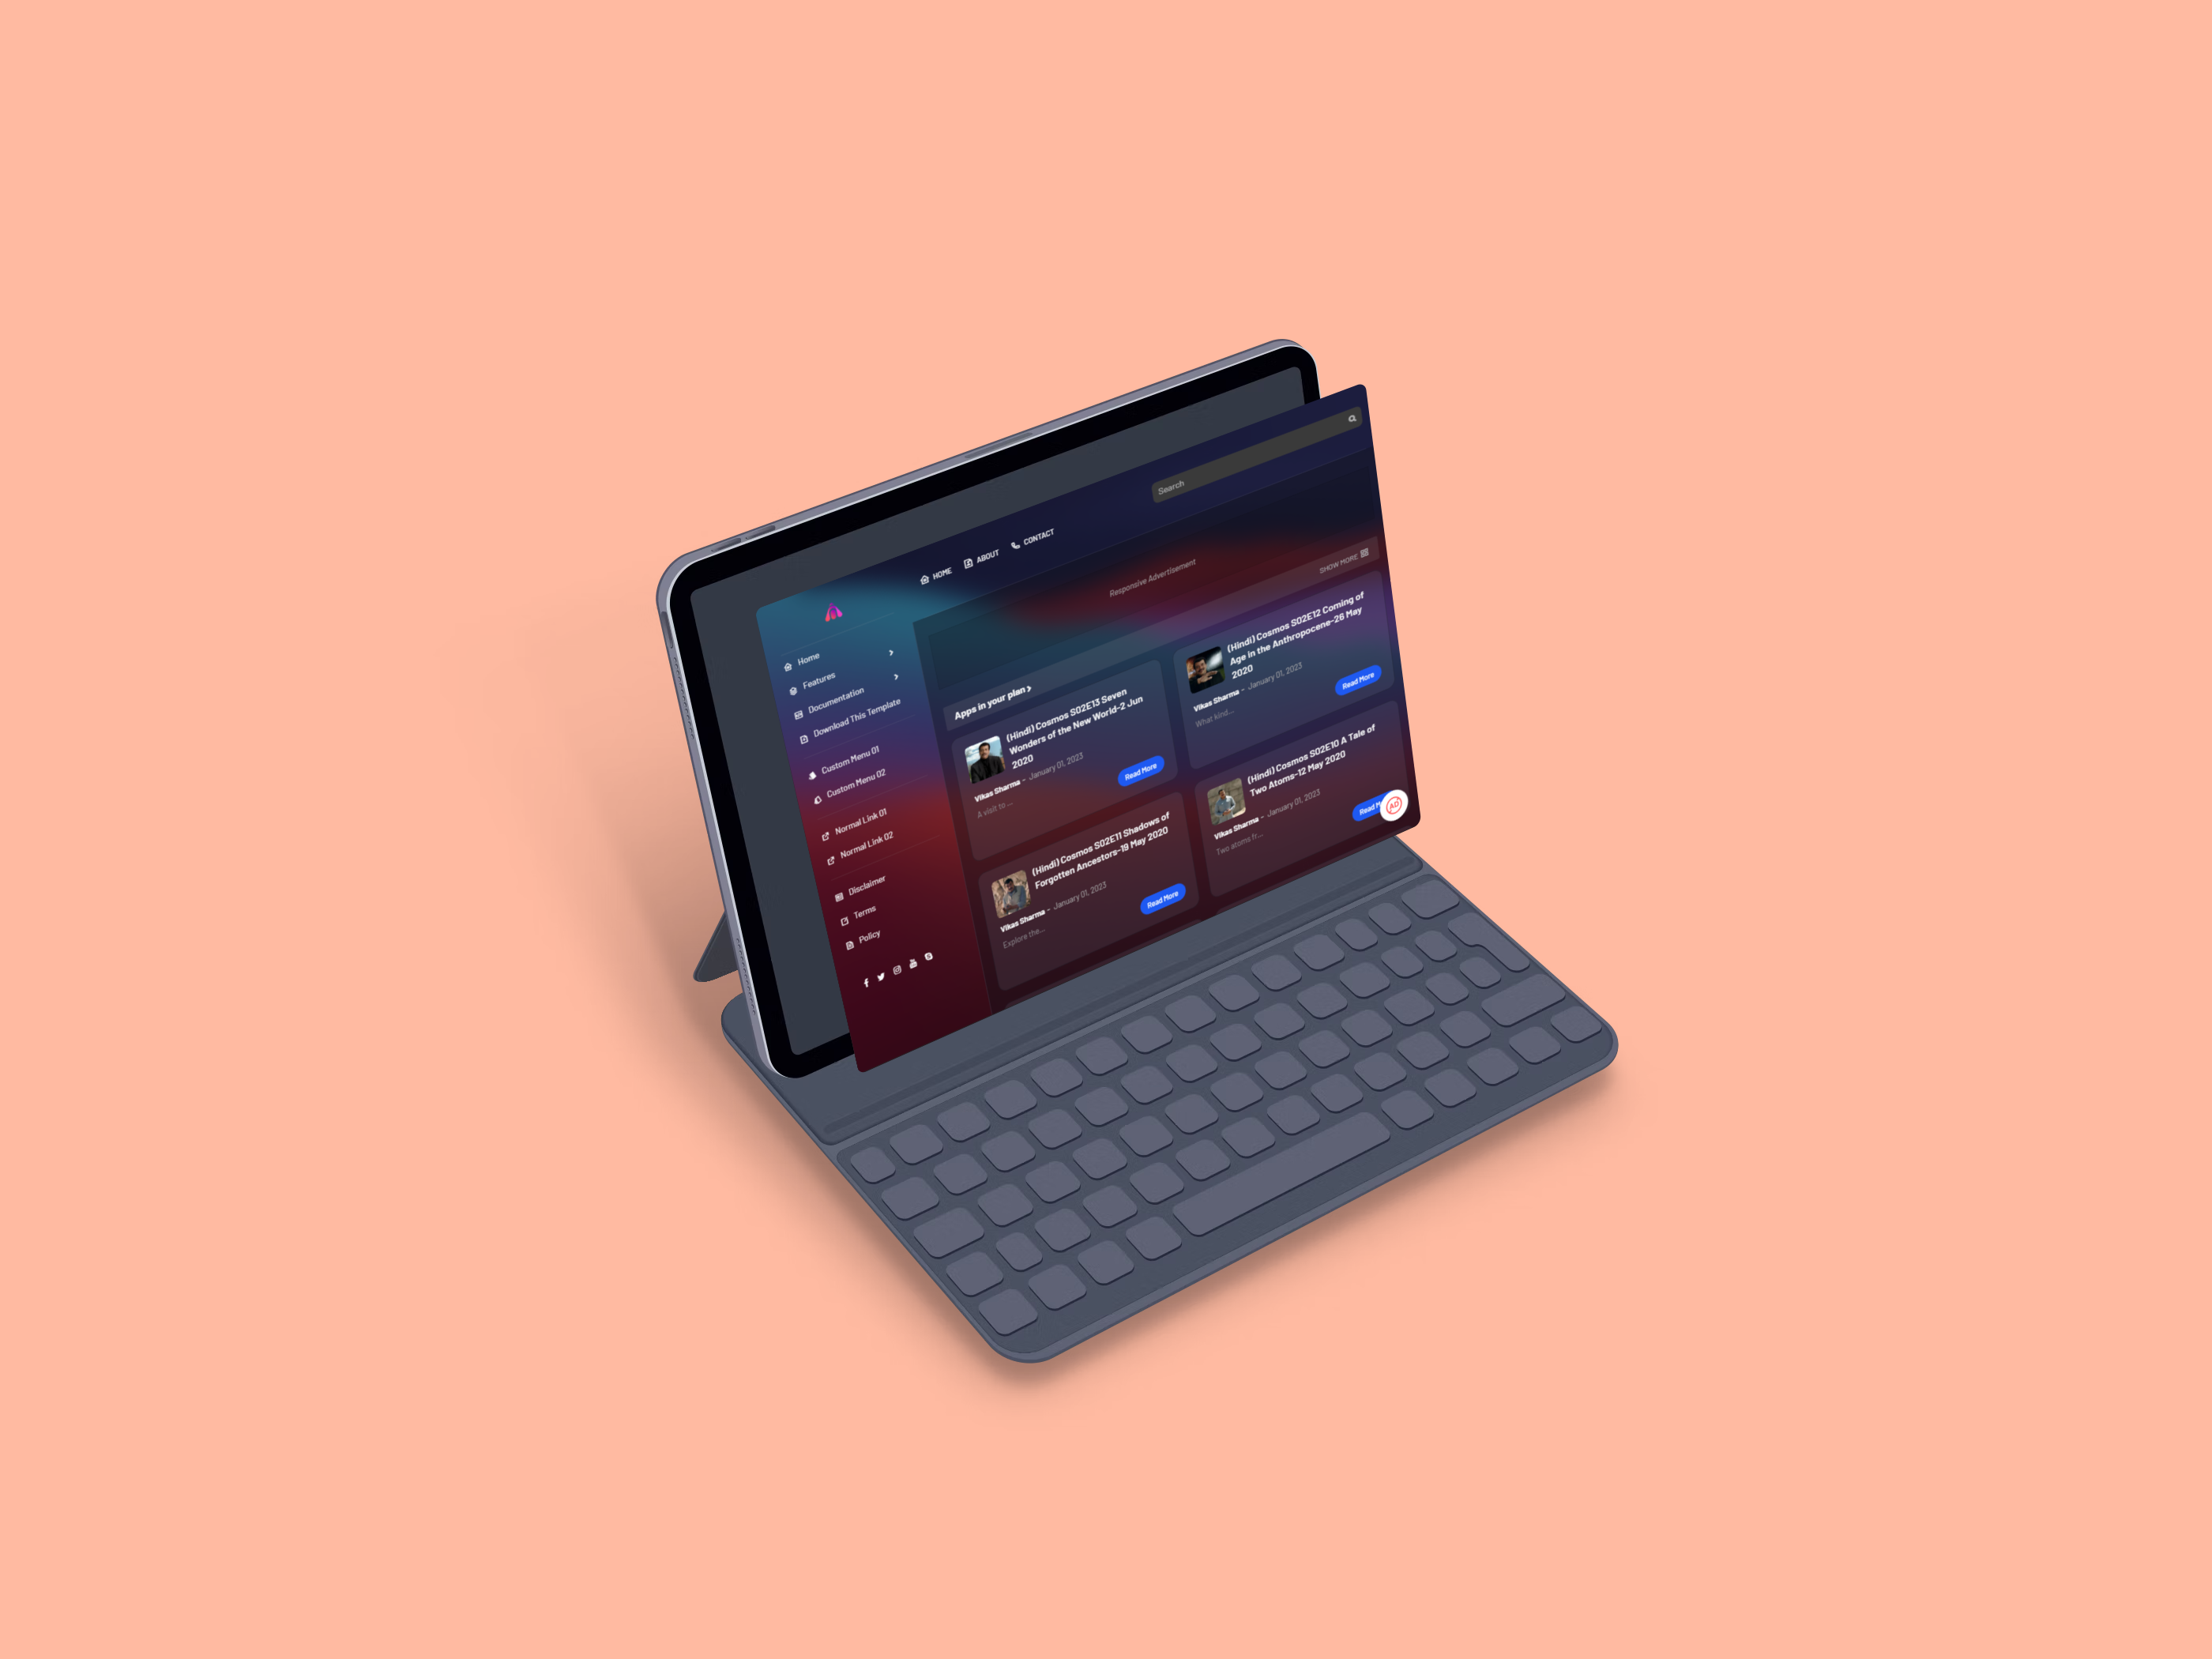 HOME
ABOUT
CONTACT
Search
Home
Features
Documentation
Download This Template
Custom Menu 01
Custom Menu 02
Normal Link 01
Normal Link 02
Disclaimer
Terms
Policy
Responsive Advertisement
Apps in your plan
SHOW MORE
(Hindi) Cosmos S02E13 Seven
Wonders of the New World-2 Jun
2020
Vikas Sharma - January 01, 2023
A visit to ...
Read More
(Hindi) Cosmos S02E12 Coming of
Age in the Anthropocene-26 May
2020
Vikas Sharma - January 01, 2023
What kind...
Read More
(Hindi) Cosmos S02E11 Shadows of
Forgotten Ancestors-19 May 2020
Vikas Sharma - January 01, 2023
Explore the...
Read More
(Hindi) Cosmos S02E10 A Tale of
Two Atoms-12 May 2020
Vikas Sharma - January 01, 2023
Two atoms fr...
Read M
AD